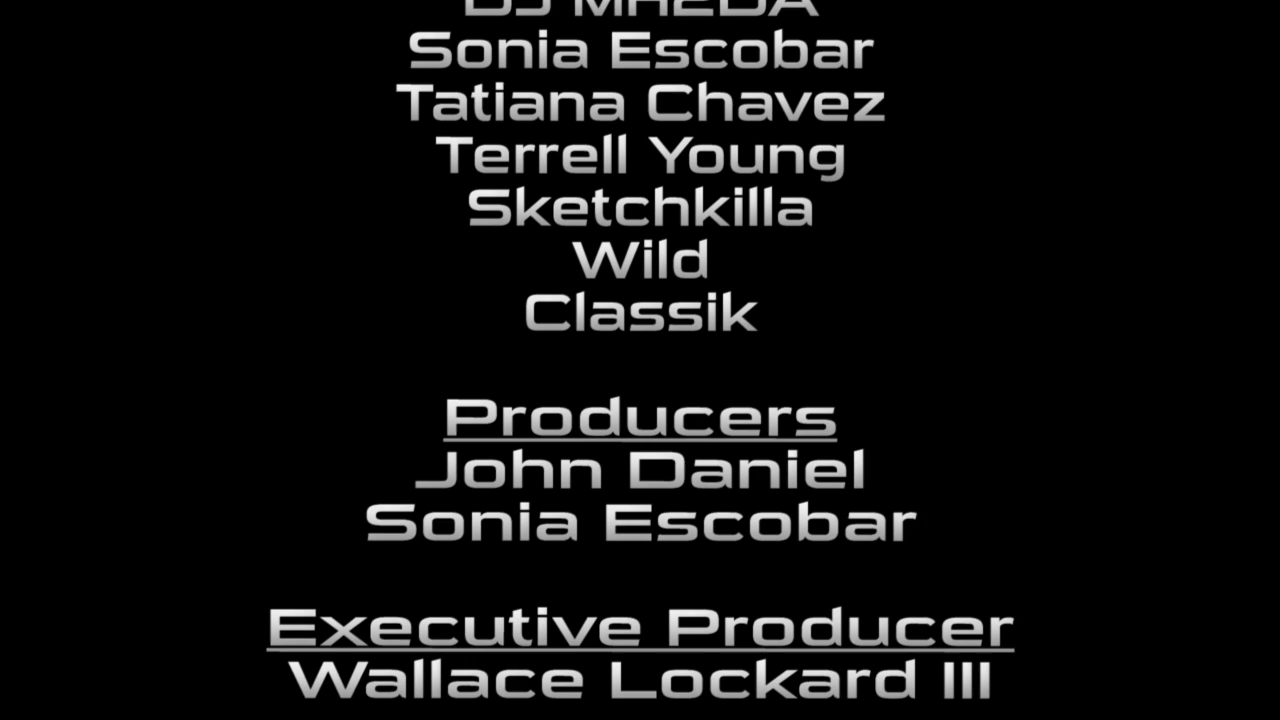 DJ
Sonia Escobar
Tatiana Chavez
Terrell Young
Sketchkilla
Wild
Classik
Producers
John Daniel
Sonia Escobar
Executive Producer
Wallace Lockard III